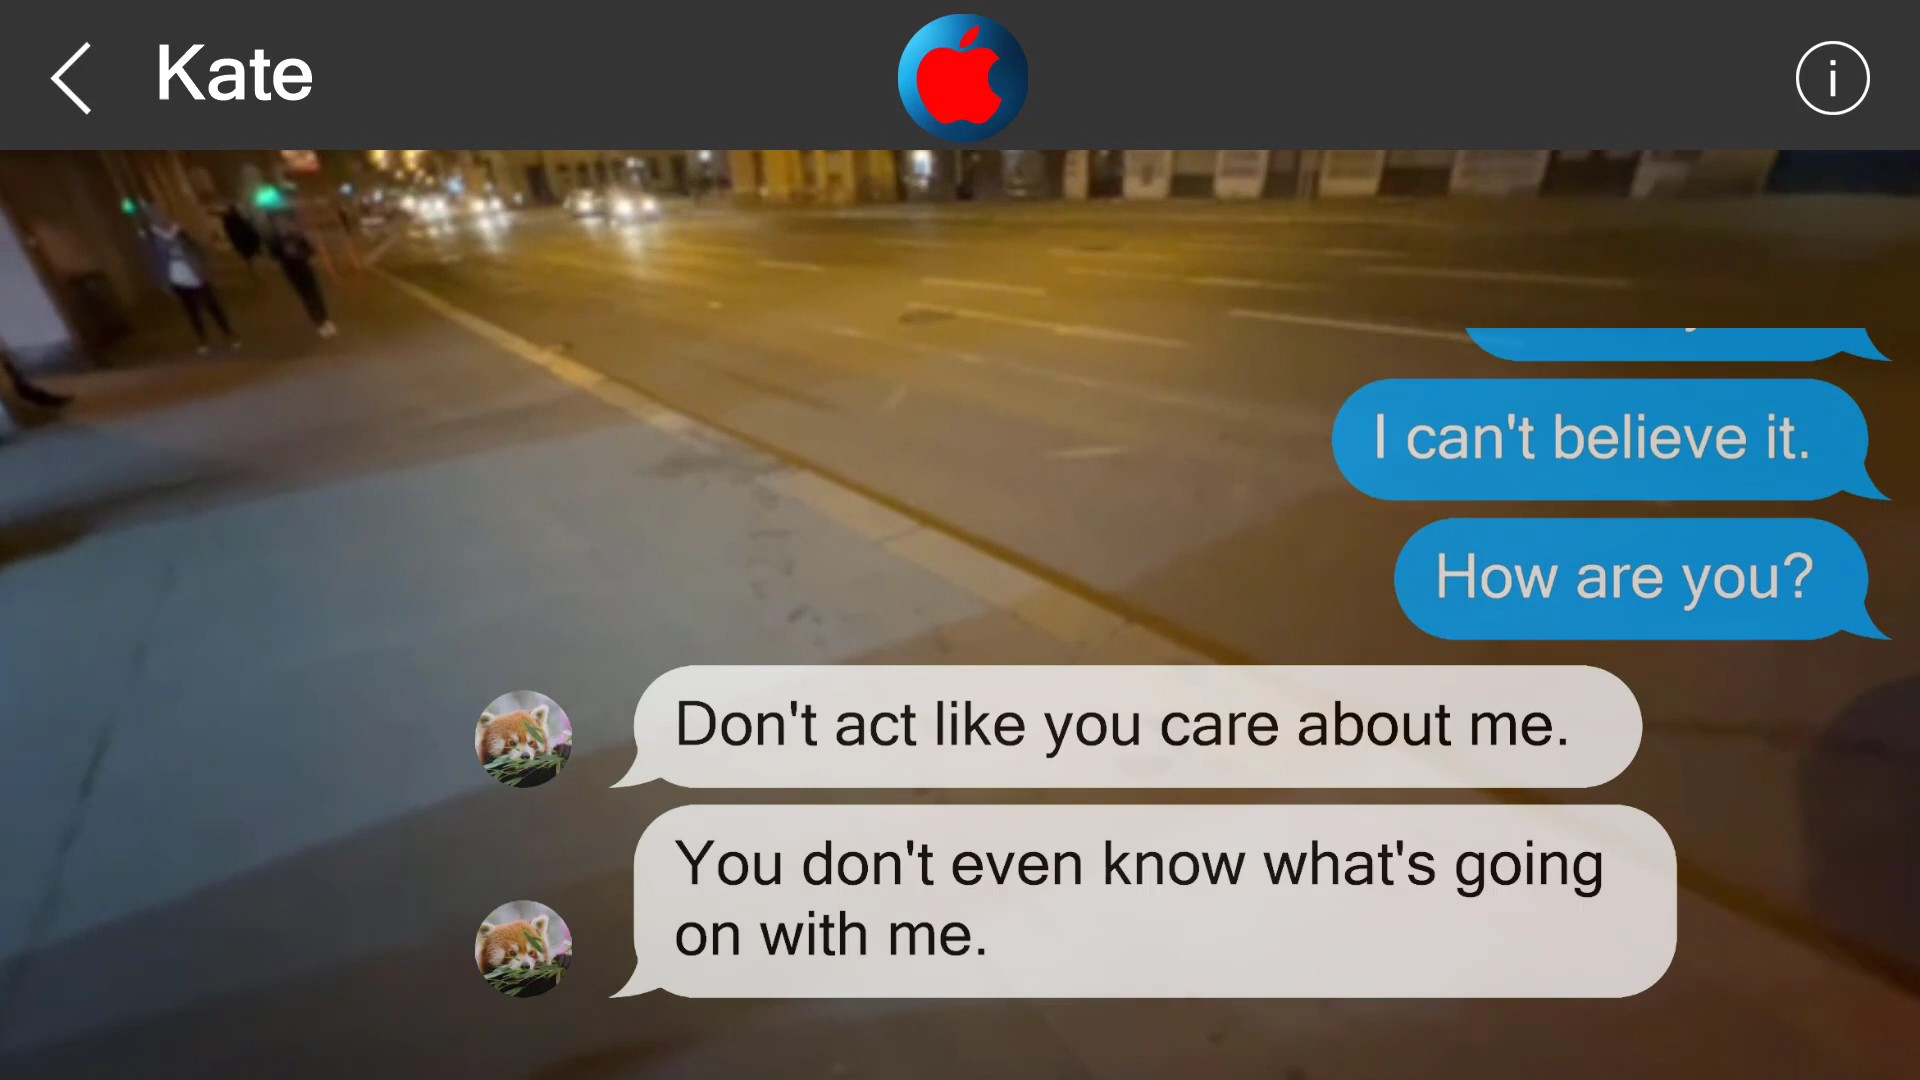 Kate
i
I can't believe it.
How are you?
Don't act like you care about me.
You don't even know what's going
on with me.